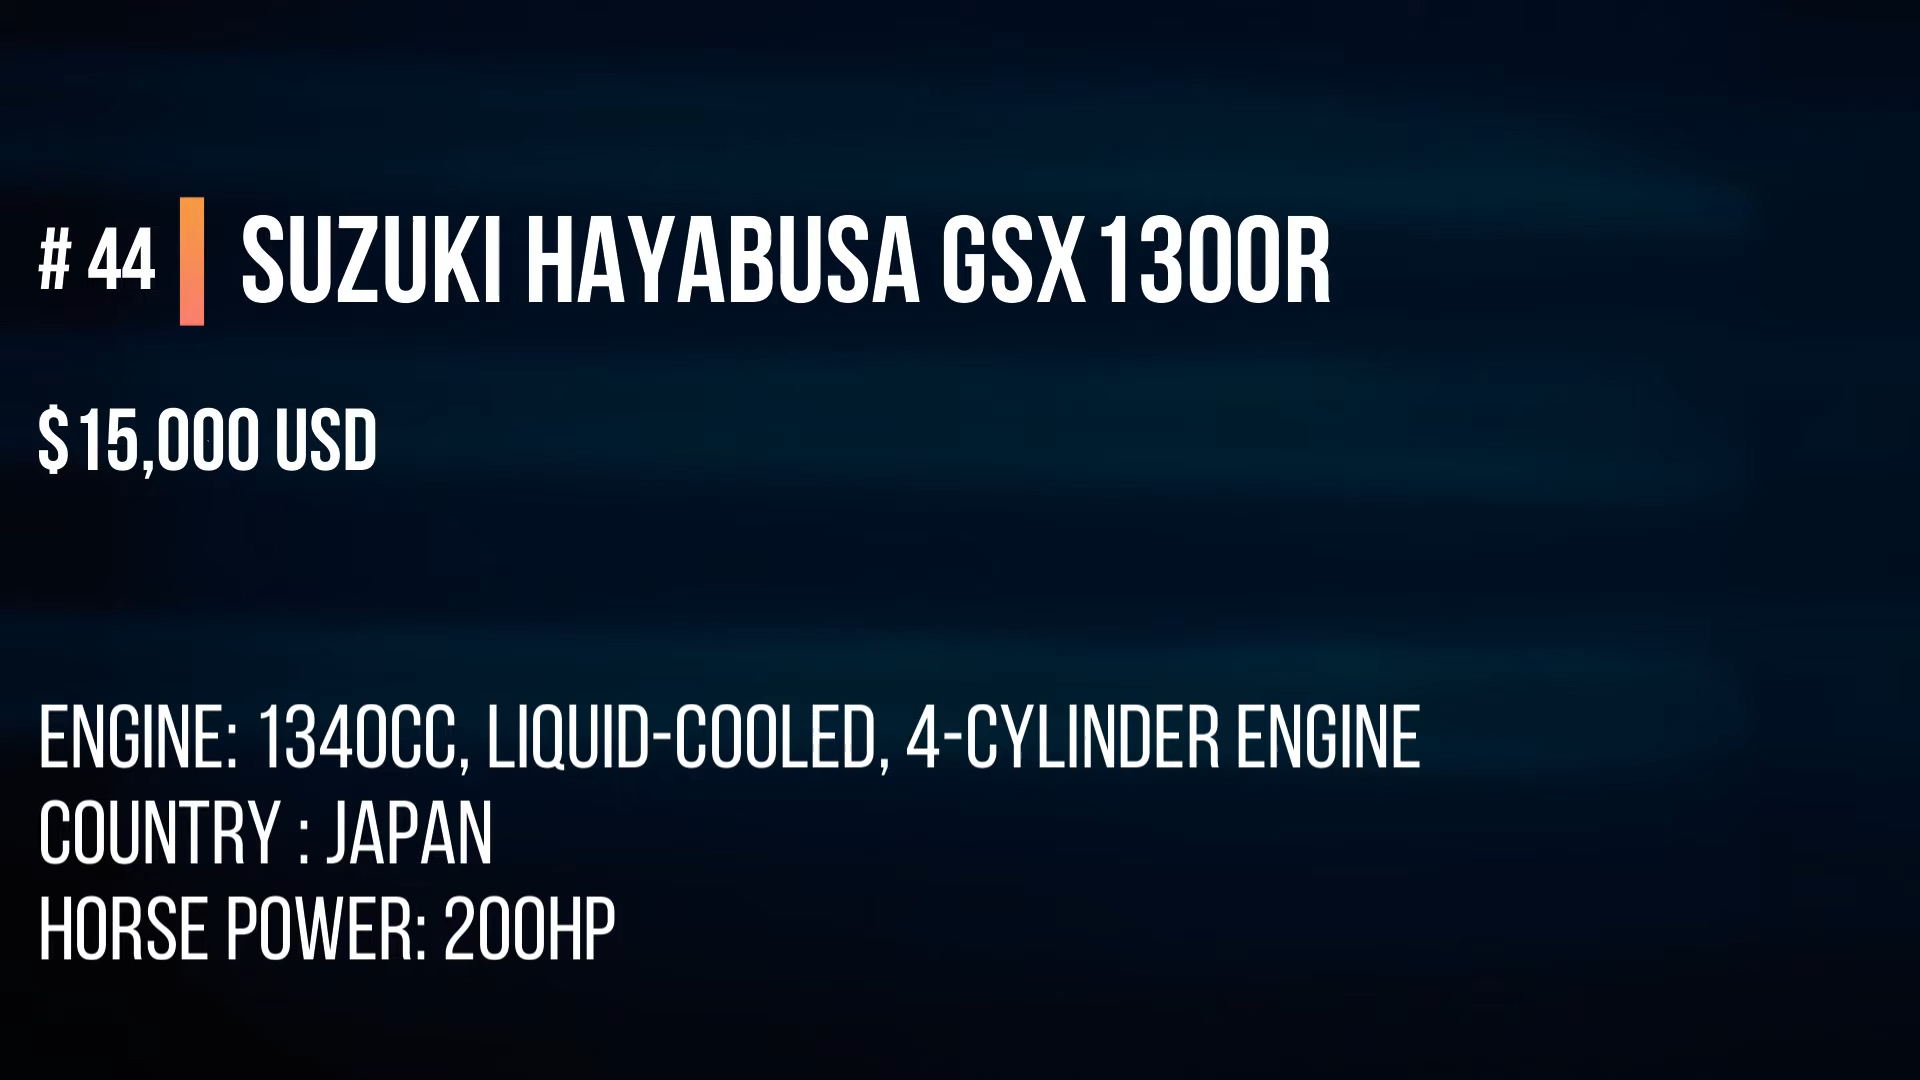 # 44 SUZUKI HAYABUSA GSX1300R
$15,000 USD
ENGINE: 1340CC, LIQUID-COOLED, 4-CYLINDER ENGINE
COUNTRY : JAPAN
HORSE POWER: 200HP